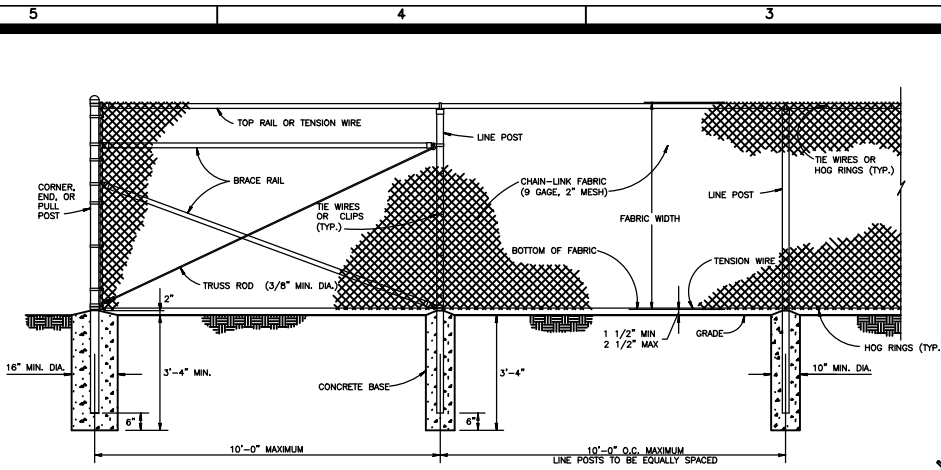 5 4 3
TOP RAIL OR TENSION WIRE
LINE POST
TIE WIRES OR
HOG RINGS (TYP.)
CORNER,
END, OR
PULL
POST
BRACE RAIL
CHAIN-LINK FABRIC
(9 GAGE, 2" MESH)
LINE POST
TIE WIRES
OR CLIPS
(TYP.)
FABRIC WIDTH
BOTTOM OF FABRIC
TENSION WIRE
TRUSS ROD (3/8" MIN. DIA.)
2"
1 1/2" MIN
2 1/2" MAX
GRADE
HOG RINGS (TYP.
16" MIN. DIA.
3'-4" MIN.
CONCRETE BASE
3'-4"
10" MIN. DIA.
6"
6"
10'-0" MAXIMUM
10'-0" O.C. MAXIMUM
LINE POSTS TO BE EQUALLY SPACED